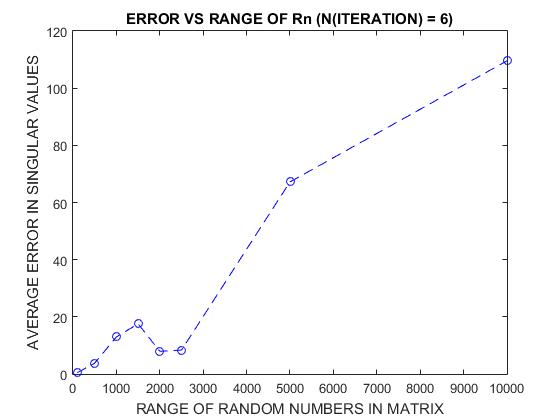 ERROR VS RANGE OF Rn (N(ITERATION) = 6)
120
100
80
60
40
20
0
AVERAGE ERROR IN SINGULAR VALUES
0 1000 2000 3000 4000 5000 6000 7000 8000 9000 10000
RANGE OF RANDOM NUMBERS IN MATRIX